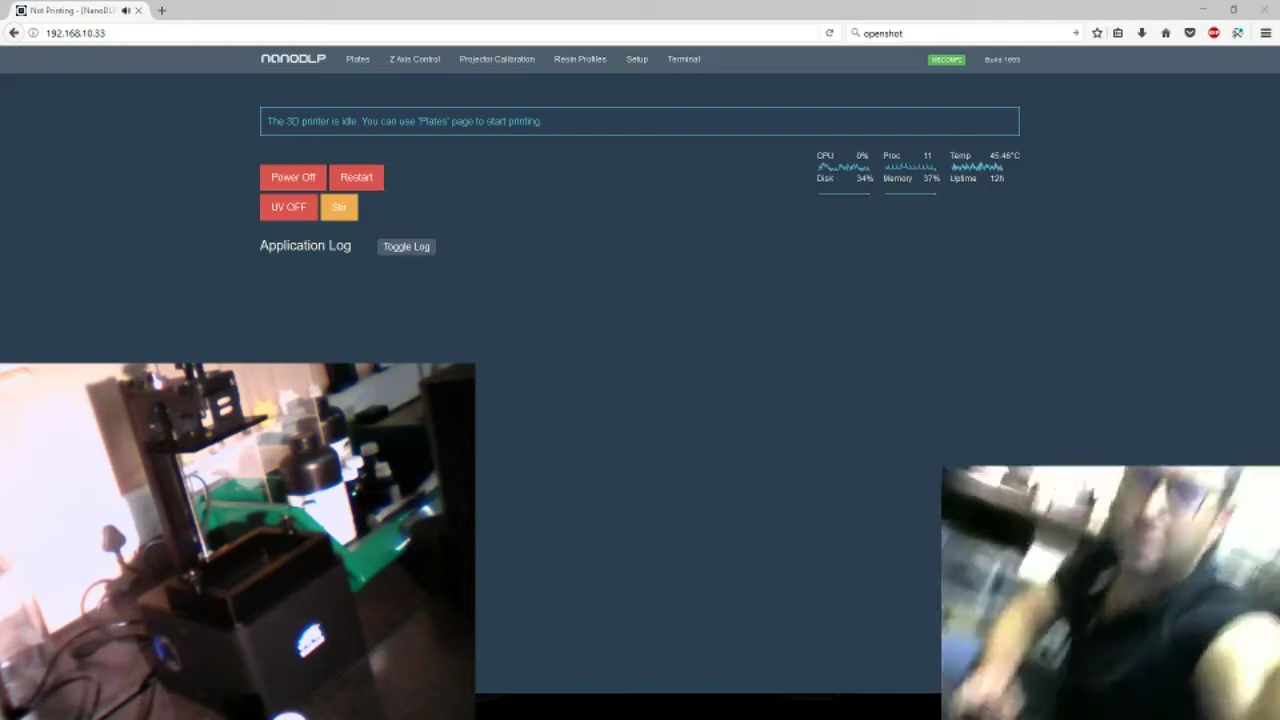 Not Printing - [NanoDLP
192.168.10.33
openshot
NANODLP Plates Z Axis Control Projector Calibration Resin Profiles Setup Terminal Build 1693
The 3D printer is idle. You can use 'Plates' page to start printing.
CPU 0% Proc 11 Temp 45.46°C
Disk 34% Memory 37% Uptime 12h
Power Off Restart
UV OFF Stir
Application Log Toggle Log